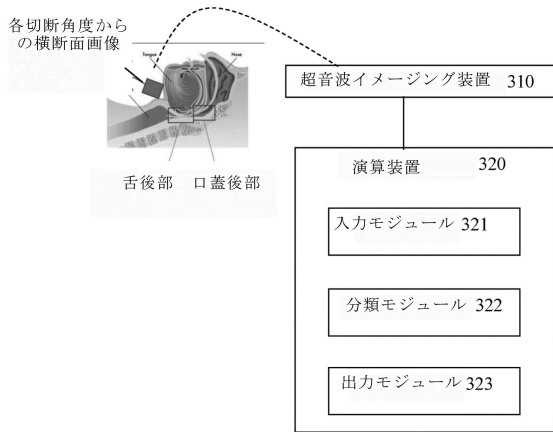 各切断角度から
の横断面画像
Tongue
Nose
舌後部 口蓋後部
超音波イメージング装置 310
演算装置 320
入力モジュール 321
分類モジュール 322
出力モジュール 323